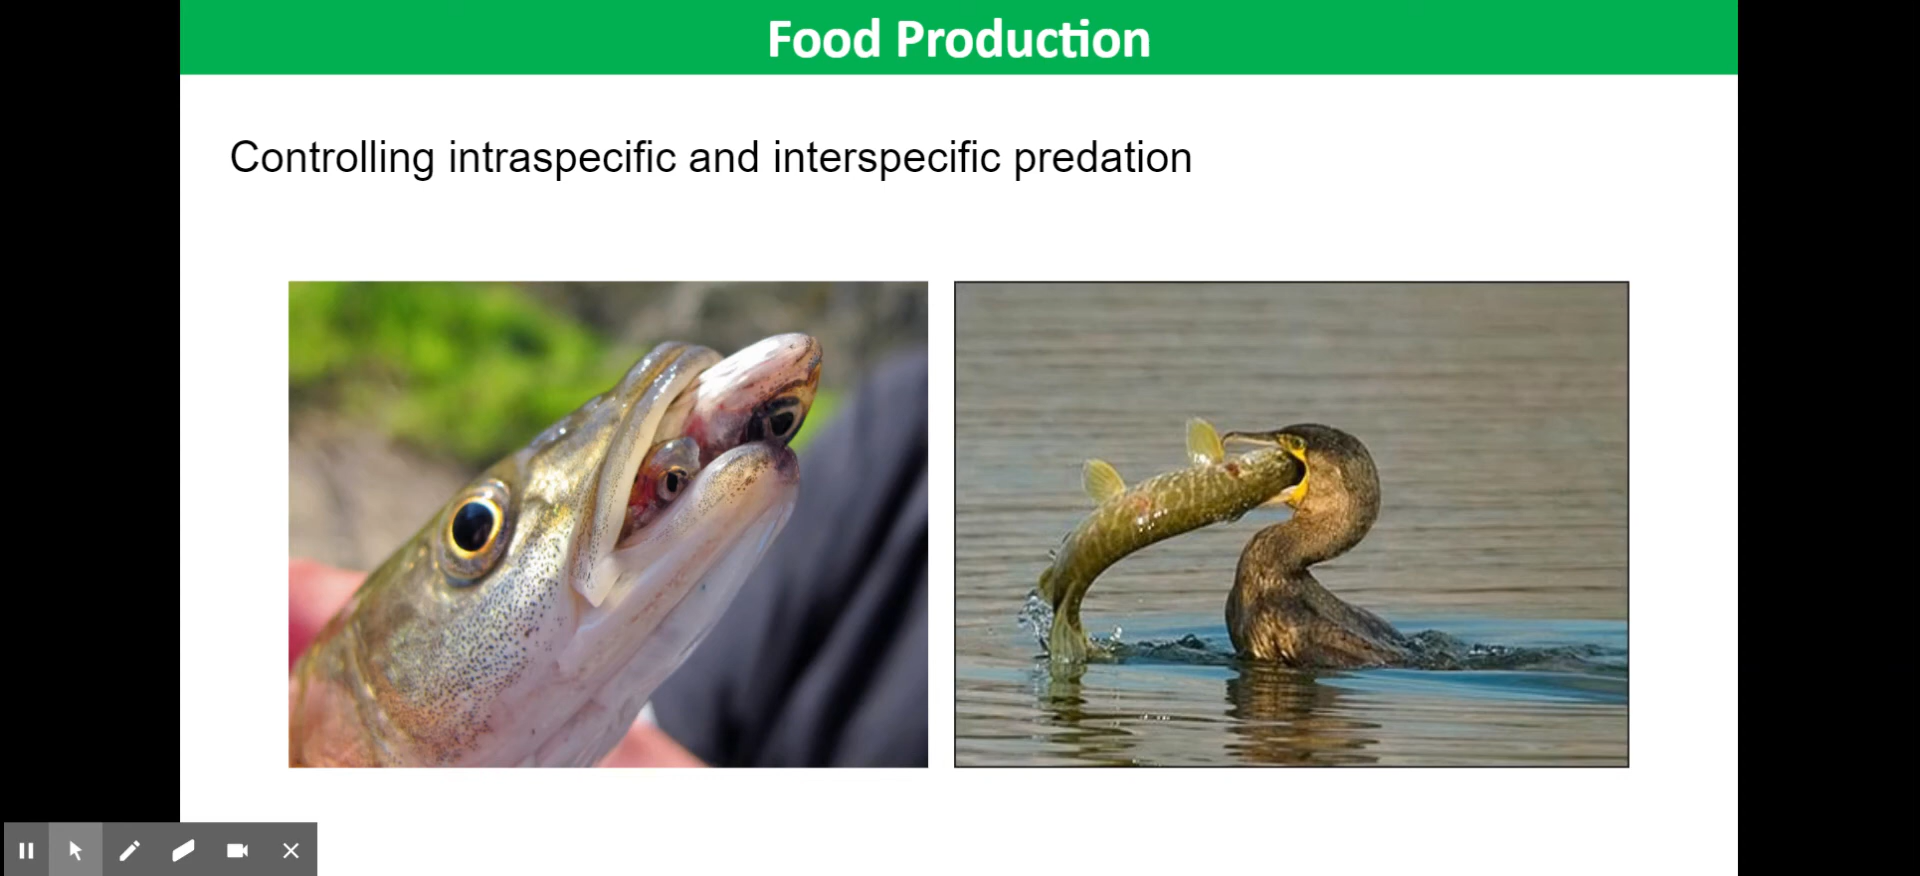 Food Production
Controlling intraspecific and interspecific predation